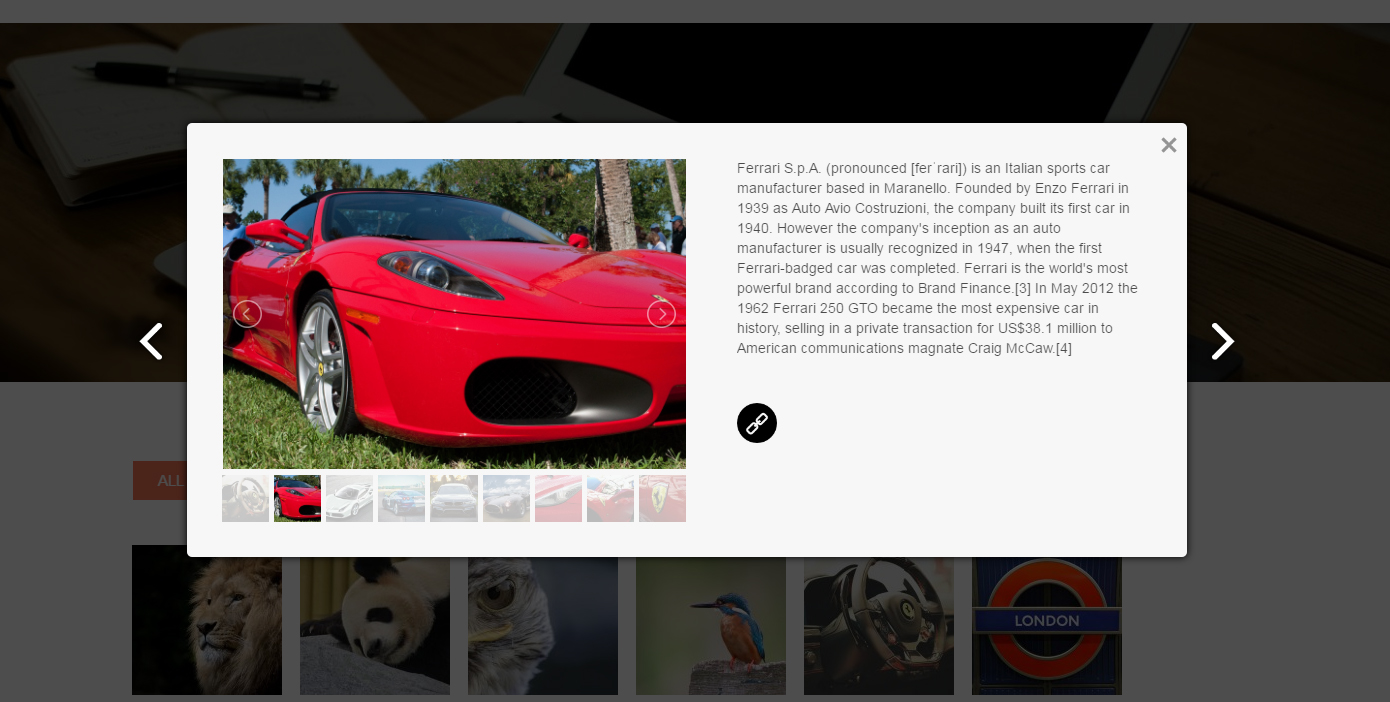 Ferrari S.p.A. (pronounced [ferˈrari]) is an Italian sports car
manufacturer based in Maranello. Founded by Enzo Ferrari in
1939 as Auto Avio Costruzioni, the company built its first car in
1940. However the company's inception as an auto
manufacturer is usually recognized in 1947, when the first
Ferrari-badged car was completed. Ferrari is the world's most
powerful brand according to Brand Finance.[3] In May 2012 the
1962 Ferrari 250 GTO became the most expensive car in
history, selling in a private transaction for US$38.1 million to
American communications magnate Craig McCaw.[4]
ALL
LONDON